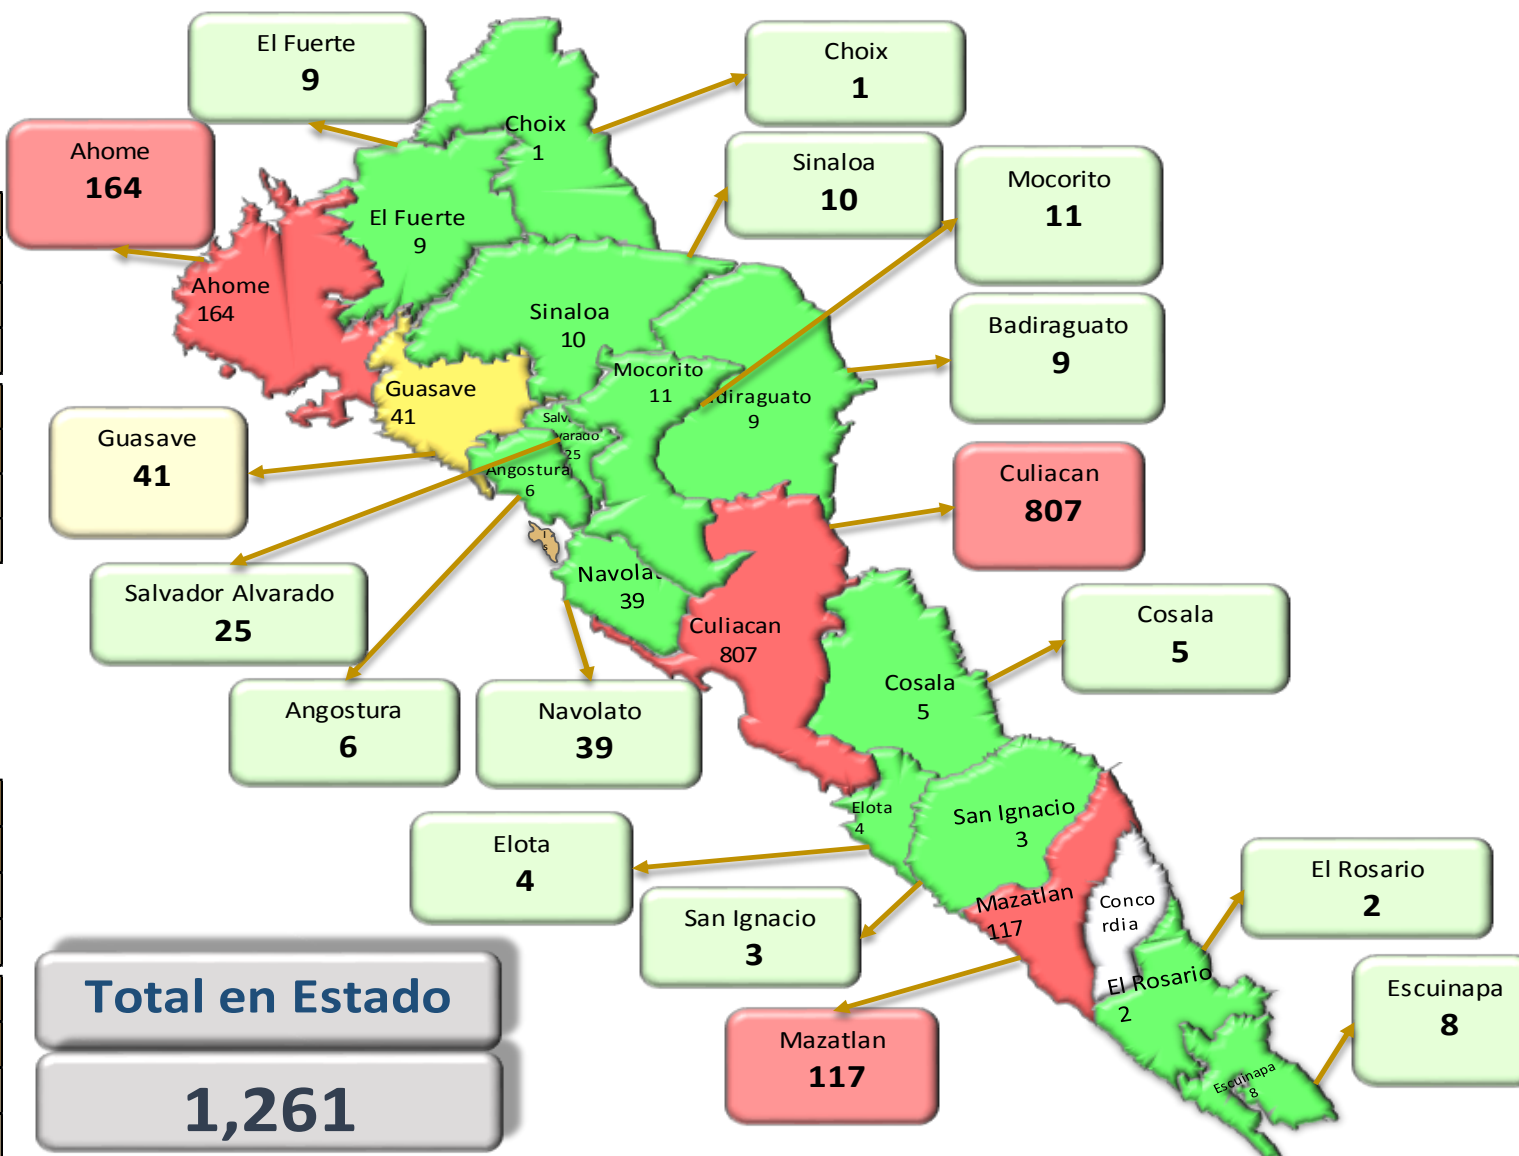 El Fuerte
9
Choix
1
Ahome
164
Sinaloa
10
Mocorito
11
Badiraguato
9
Guasave
41
Culiacan
807
Salvador Alvarado
25
Cosala
5
Angostura
6
Navolato
39
Elota
4
San Ignacio
3
El Rosario
2
Mazatlan
117
Escuinapa
8
Choix
1
El Fuerte
9
Ahome
164
Sinaloa
10
Mocorito
11
diraguato
9
Guasave
41
Salv
varado
25
Angostura
6
Navolat
39
Culiacan
807
Cosala
5
Elota
4
San Ignacio
3
Mazatlan
117
Conco
rdia
El Rosario
2
Escuinapa
8
Total en Estado
1,261